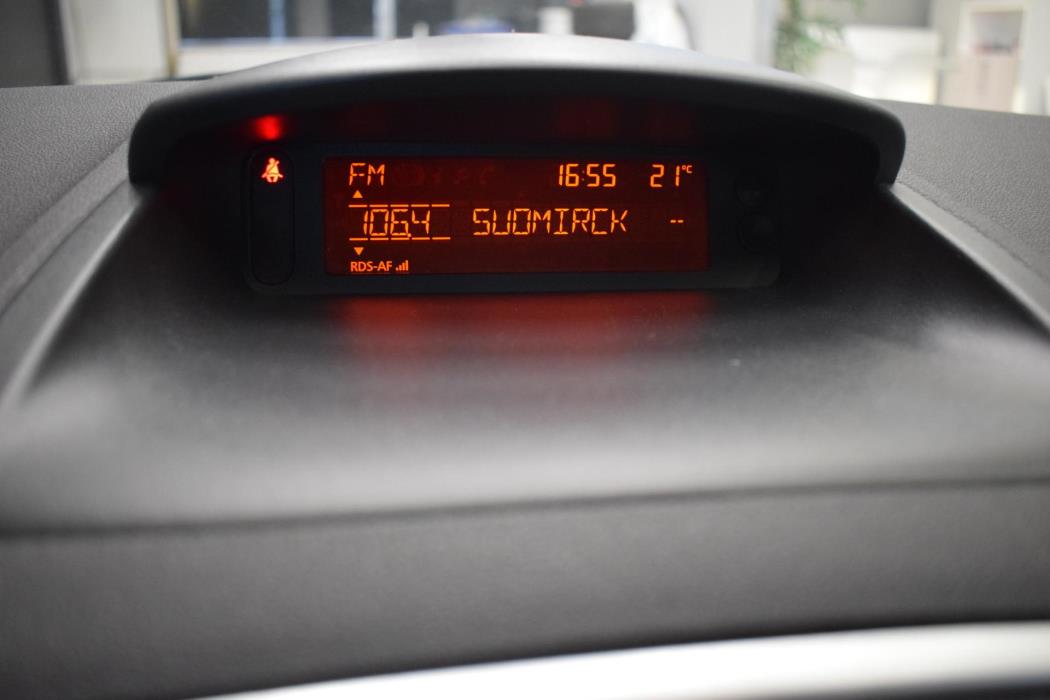 FM 16:55 21°C
106.4 SUOMIRCK --
RDS-AF